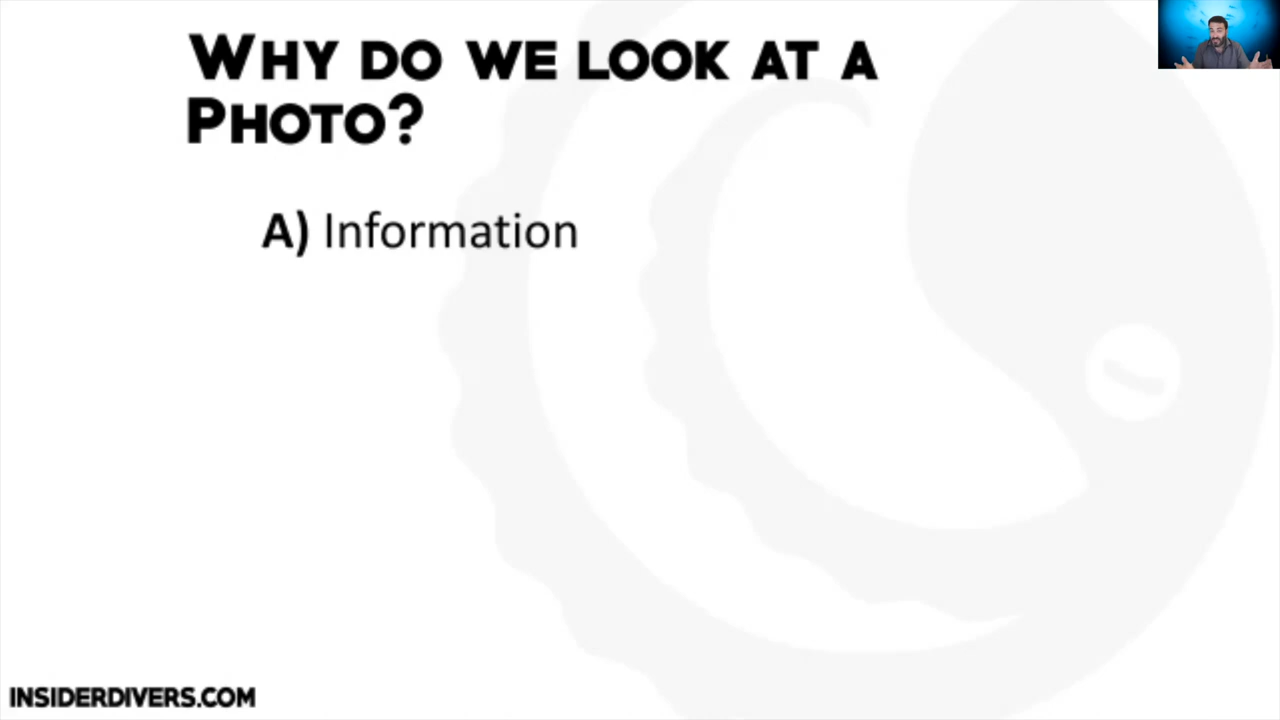 WHY DO WE LOOK AT A
PHOTO?
A) Information
INSIDERDIVERS.COM